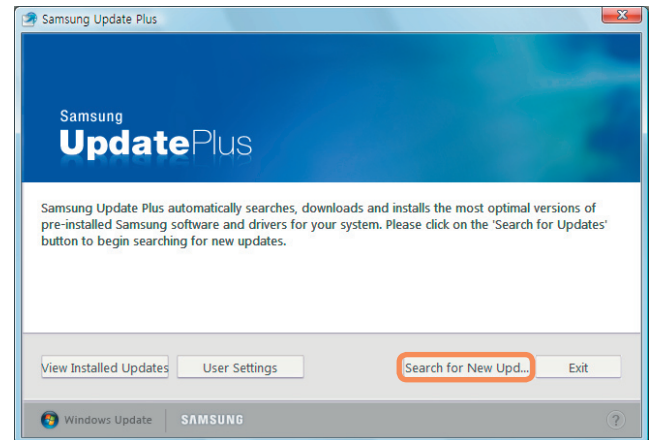 Samsung Update Plus
Samsung
UpdatePlus
Samsung Update Plus automatically searches, downloads and installs the most optimal versions of
pre-installed Samsung software and drivers for your system. Please click on the 'Search for Updates'
button to begin searching for new updates.
View Installed Updates User Settings Search for New Upd... Exit
Windows Update SAMSUNG ?